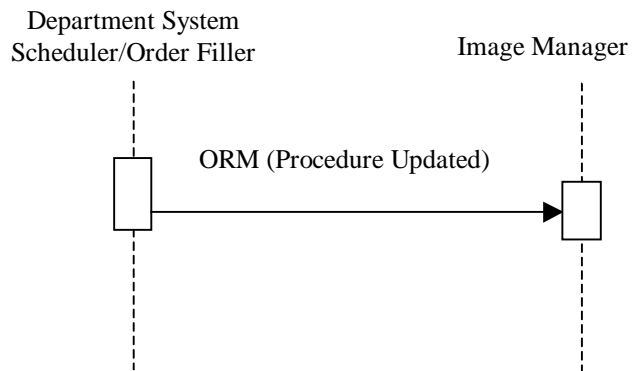 Department System
Scheduler/Order Filler
Image Manager
ORM (Procedure Updated)